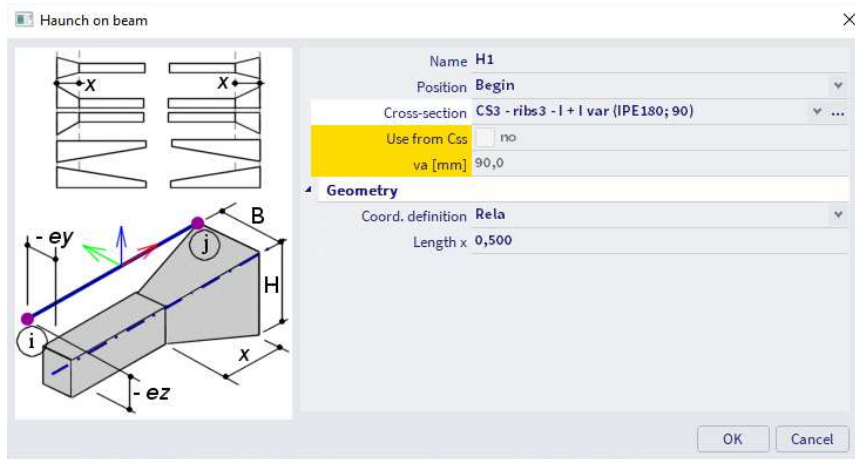 Haunch on beam
x
x
- ey
j
B
H
i
x
- ez
Name H1
Position Begin
Cross-section CS3 - ribs3 - I + I var (IPE180; 90) ...
Use from Css no
va [mm] 90,0
Geometry
Coord. definition Rela
Length x 0,500
OK Cancel